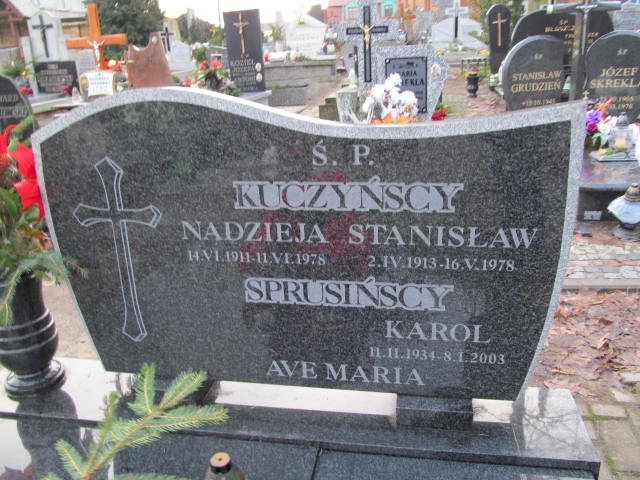 Ś. P.
KUCZYŃSCY
NADZIEJA STANISŁAW
14.VI.1911-11.VI.1978 2.IV.1913-16.V.1978
SPRUSIŃSCY
KAROL
11.II.1934-8.I.2003
AVE MARIA
STANISŁAW
GRUDZIEŃ
JÓZEF
SKREKLA